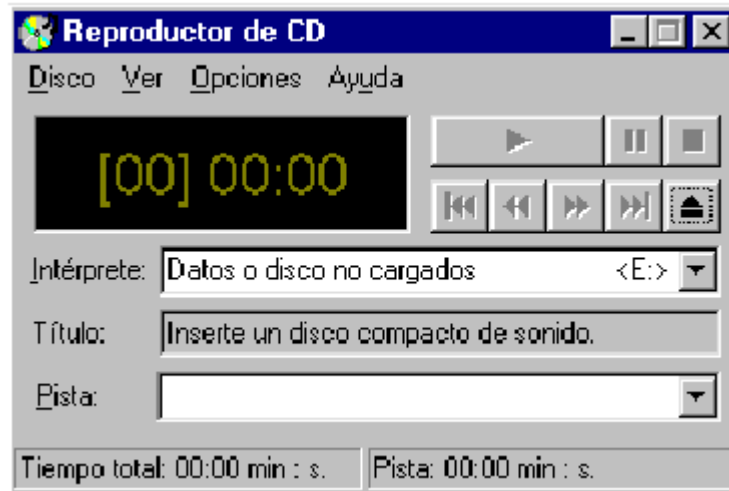 Reproductor de CD
Disco Ver Opciones Ayuda
[00] 00:00
Intérprete: Datos o disco no cargados <E:>
Título: Inserte un disco compacto de sonido.
Pista:
Tiempo total: 00:00 min : s. Pista: 00:00 min : s.